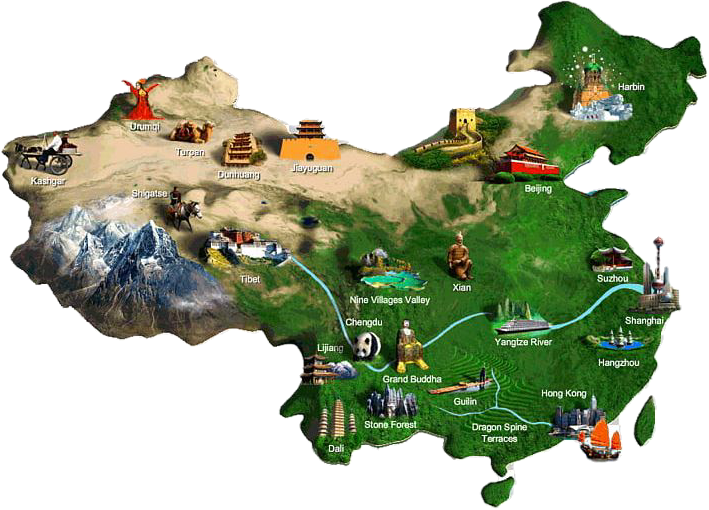 Harbin
Urumqi
Turpan
Dunhuang
Jiayuguan
Kashgar
Beijing
Shigatse
Tibet
Suzhou
Xian
Nine Villages Valley
Shanghai
Chengdu
Yangtze River
Lijiang
Hangzhou
Grand Buddha
Hong Kong
Guilin
Stone Forest
Dragon Spine
Terraces
Dali